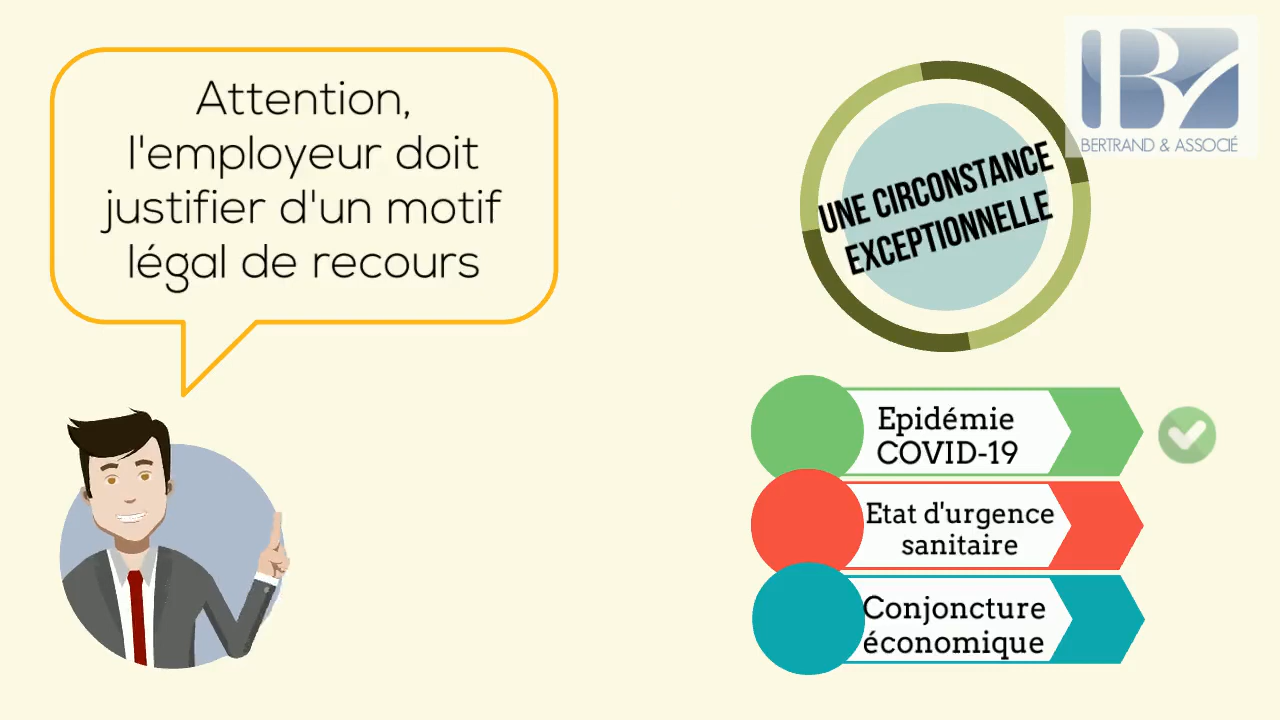 Attention,
l'employeur doit
justifier d'un motif
légal de recours
UNE CIRCONSTANCE
EXCEPTIONNELLE
BERTRAND & ASSOCIÉ
Epidémie
COVID-19
Etat d'urgence
sanitaire
Conjoncture
économique